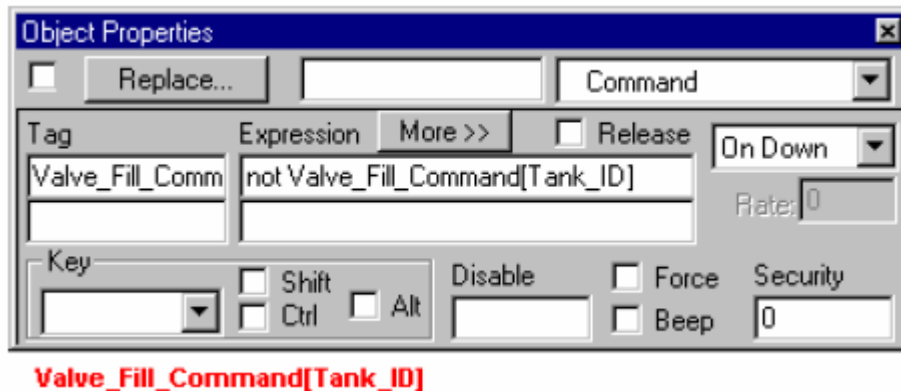 Object Properties
Replace... Command
Tag Expression More >> Release On Down
Valve_Fill_Comm not Valve_Fill_Command[Tank_ID]
Rate: 0
Key Shift Ctrl Alt Disable Force Beep Security 0
Valve_Fill_Command[Tank_ID]